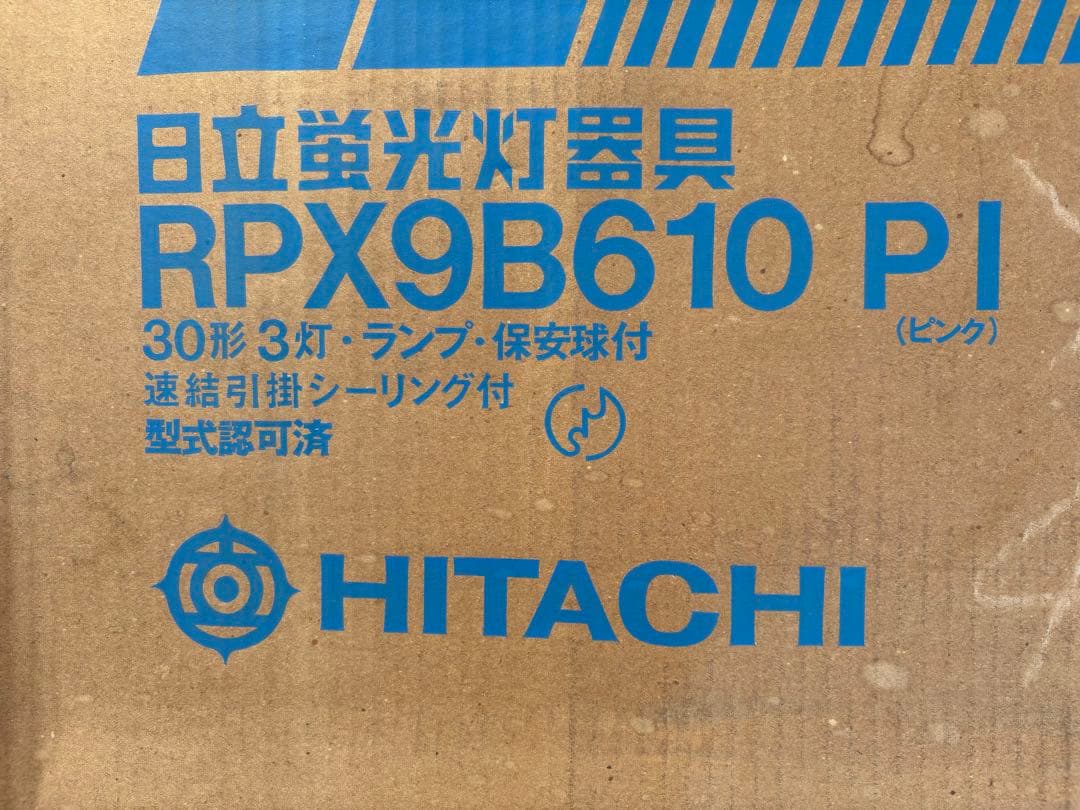 日立蛍光灯器具
RPX9B610 PI
(ピンク)
30形3灯・ランプ・保安球付
速結引掛シーリング付
型式認可済
HITACHI